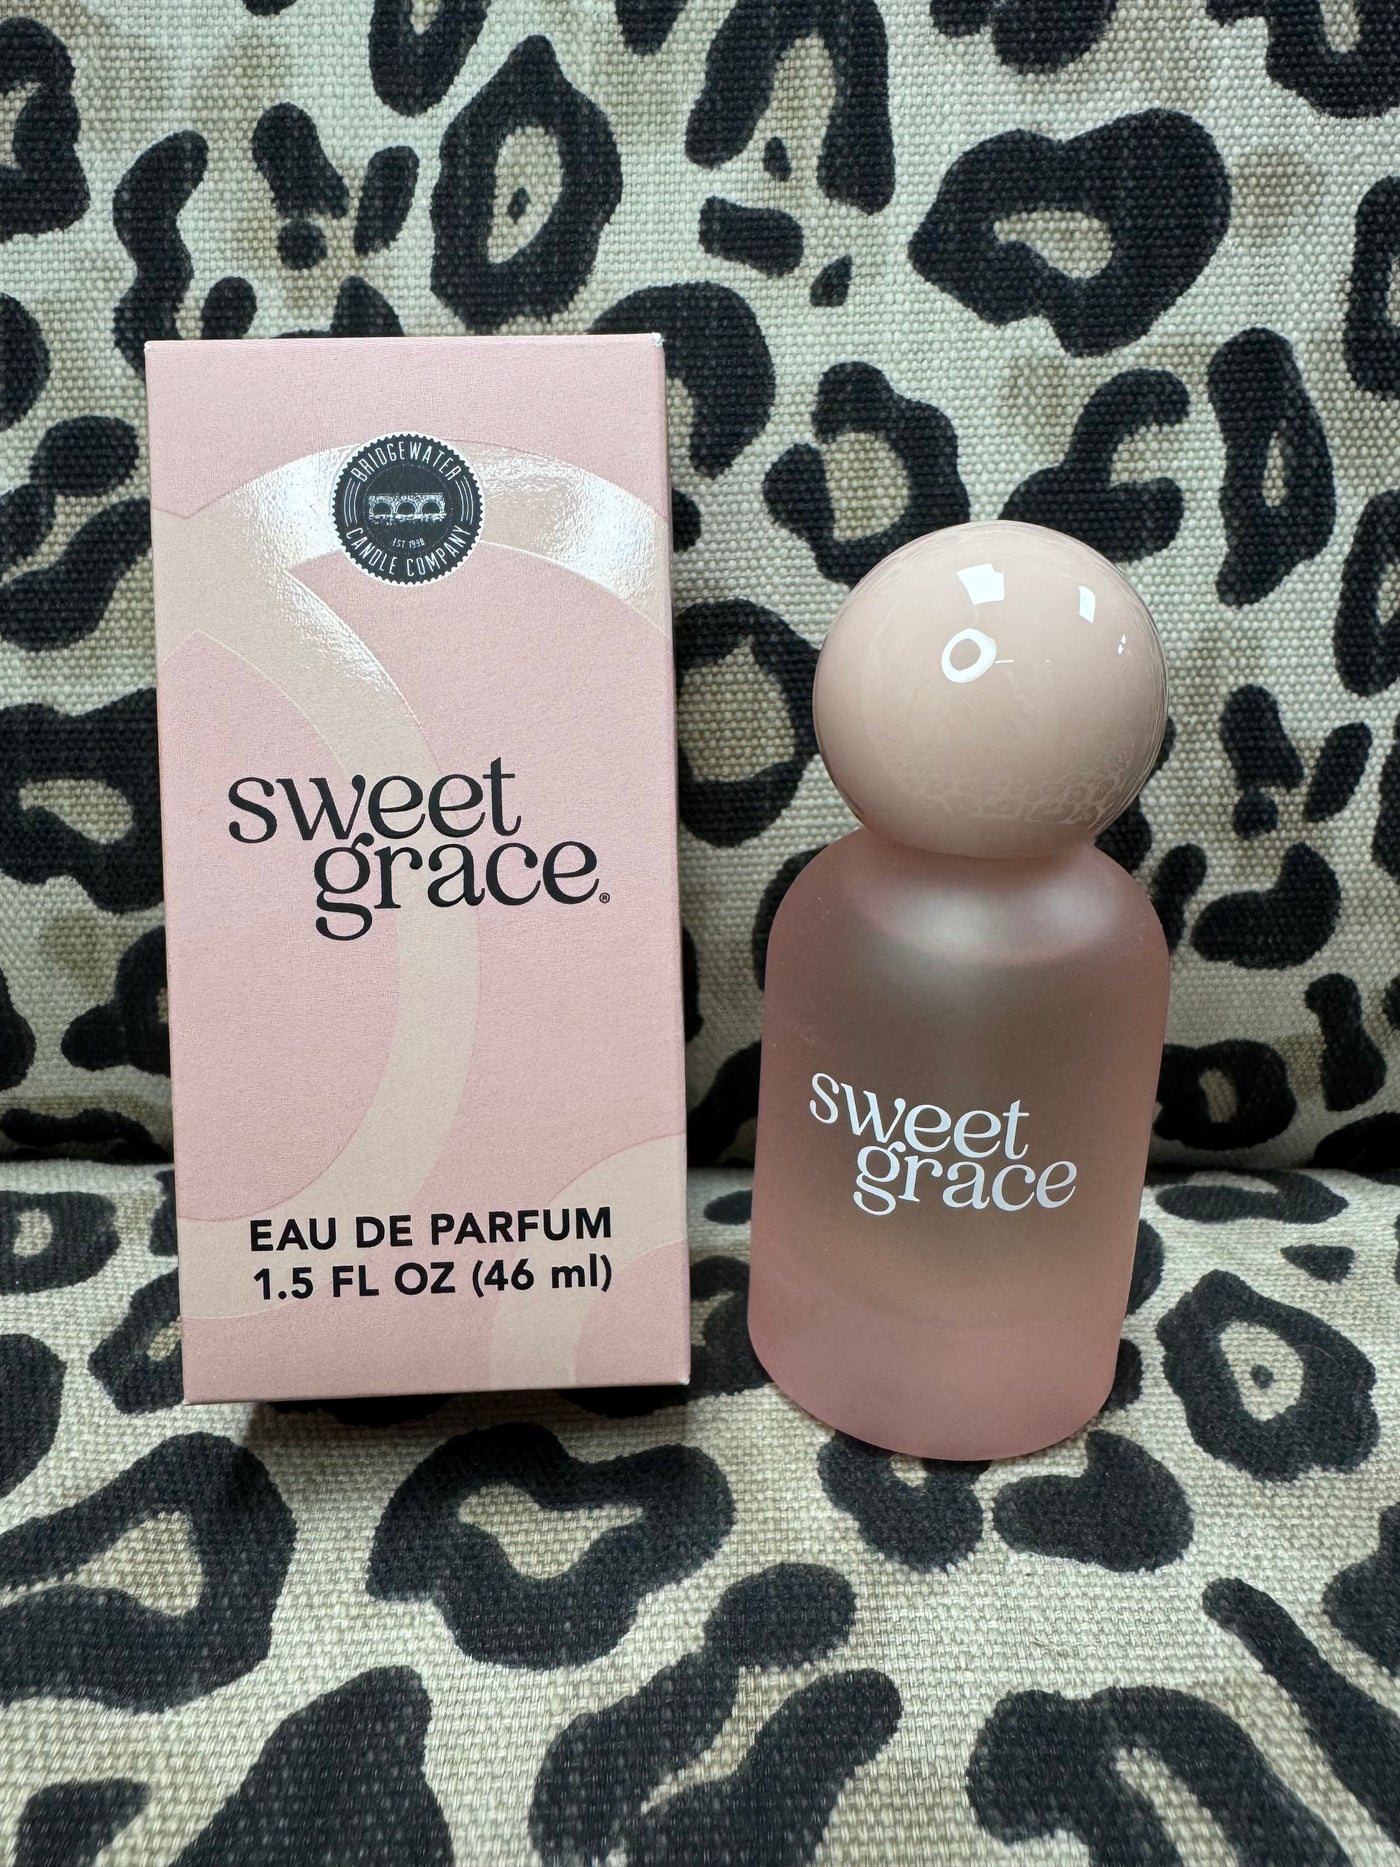 BRIDGEWATER
EST 1998
CANDLE COMPANY
sweet
grace®
EAU DE PARFUM
1.5 FL OZ (46 ml)
sweet
grace